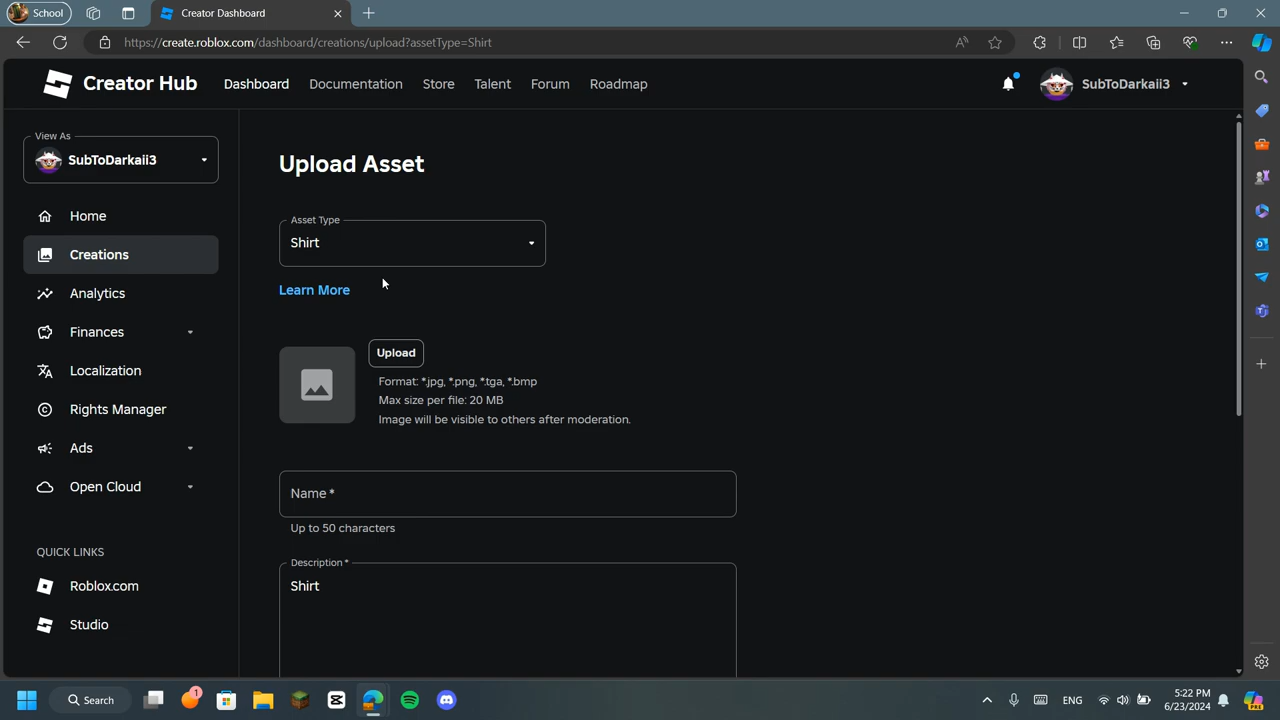 School
Creator Dashboard
https://create.roblox.com/dashboard/creations/upload?assetType=Shirt
Creator Hub
Dashboard
Documentation
Store
Talent
Forum
Roadmap
SubToDarkaii3
View As
SubToDarkaii3
Home
Creations
Analytics
Finances
Localization
Rights Manager
Ads
Open Cloud
QUICK LINKS
Roblox.com
Studio
Upload Asset
Asset Type
Shirt
Learn More
Upload
Format: *.jpg, *.png, *.tga, *.bmp
Max size per file: 20 MB
Image will be visible to others after moderation.
Name *
Up to 50 characters
Description *
Shirt
Search
1
ENG
5:22 PM
6/23/2024
PRE